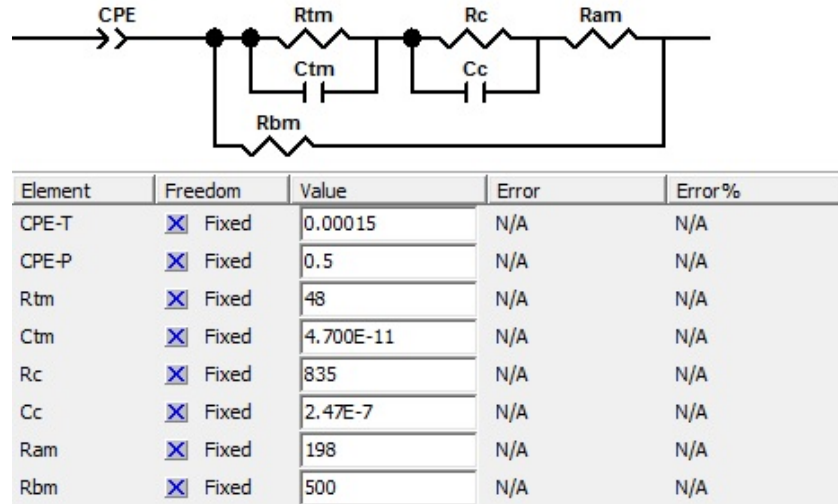 CPE Rtm Rc Ram
Ctm Cc
Rbm
Element Freedom Value Error Error%
CPE-T Fixed 0.00015 N/A N/A
CPE-P Fixed 0.5 N/A N/A
Rtm Fixed 48 N/A N/A
Ctm Fixed 4.700E-11 N/A N/A
Rc Fixed 835 N/A N/A
Cc Fixed 2.47E-7 N/A N/A
Ram Fixed 198 N/A N/A
Rbm Fixed 500 N/A N/A